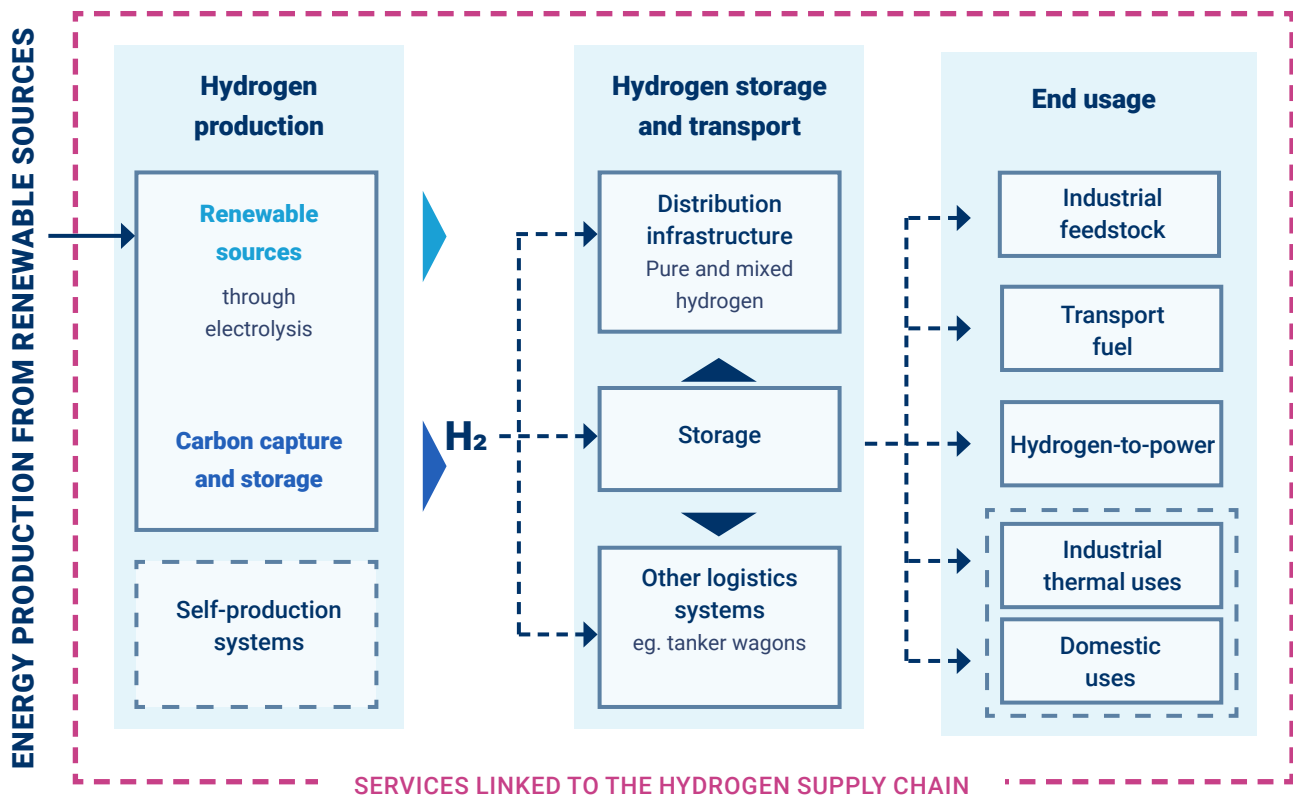 ENERGY PRODUCTION FROM RENEWABLE SOURCES
Hydrogen
production
Renewable
sources
through
electrolysis
Carbon capture
and storage
Self-production
systems
H₂
Hydrogen storage
and transport
Distribution
infrastructure
Pure and mixed
hydrogen
Storage
Other logistics
systems
eg. tanker wagons
End usage
Industrial
feedstock
Transport
fuel
Hydrogen-to-power
Industrial
thermal uses
Domestic
uses
SERVICES LINKED TO THE HYDROGEN SUPPLY CHAIN